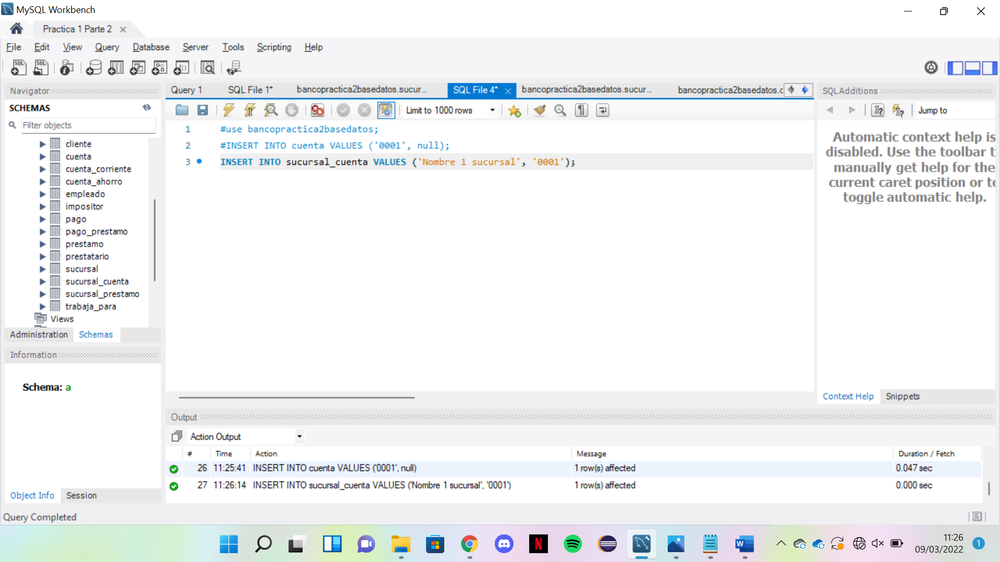 MySQL Workbench
Practica 1 Parte 2
File Edit View Query Database Server Tools Scripting Help
Navigator
SCHEMAS
Filter objects
cliente
cuenta
cuenta_corriente
cuenta_ahorro
empleado
impositor
pago
pago_prestamo
prestamo
prestatario
sucursal
sucursal_cuenta
sucursal_prestamo
trabaja_para
Views
Administration Schemas
Information
Schema: a
Object Info Session
Query 1 SQL File 1* bancopractica2basedatos.sucur... SQL File 4* bancopractica2basedatos.sucur... bancopractica2basedatos.c
Limit to 1000 rows
1 #use bancopractica2basedatos;
2 #INSERT INTO cuenta VALUES ('0001', null);
3 INSERT INTO sucursal_cuenta VALUES ('Nombre 1 sucursal', '0001');
SQLAdditions
Jump to
Automatic context help is
disabled. Use the toolbar t
manually get help for the
current caret position or to
toggle automatic help.
Context Help Snippets
Output
Action Output
# Time Action Message Duration / Fetch
26 11:25:41 INSERT INTO cuenta VALUES ('0001', null) 1 row(s) affected 0.047 sec
27 11:26:14 INSERT INTO sucursal_cuenta VALUES ('Nombre 1 sucursal', '0001') 1 row(s) affected 0.000 sec
Query Completed
11:26
09/03/2022
1